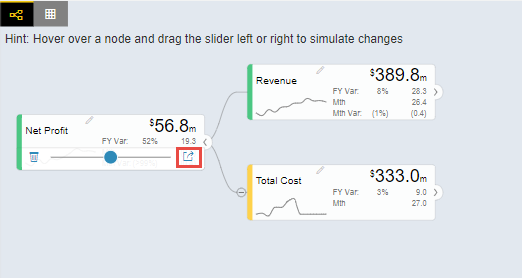 Hint: Hover over a node and drag the slider left or right to simulate changes
Revenue
$389.8m
FY Var: 8% 28.3
Mth 26.4
Mth Var: (1%) (0.4)
Net Profit
$56.8m
FY Var: 52% 19.3
Total Cost
$333.0m
FY Var: 3% 9.0
Mth 27.0